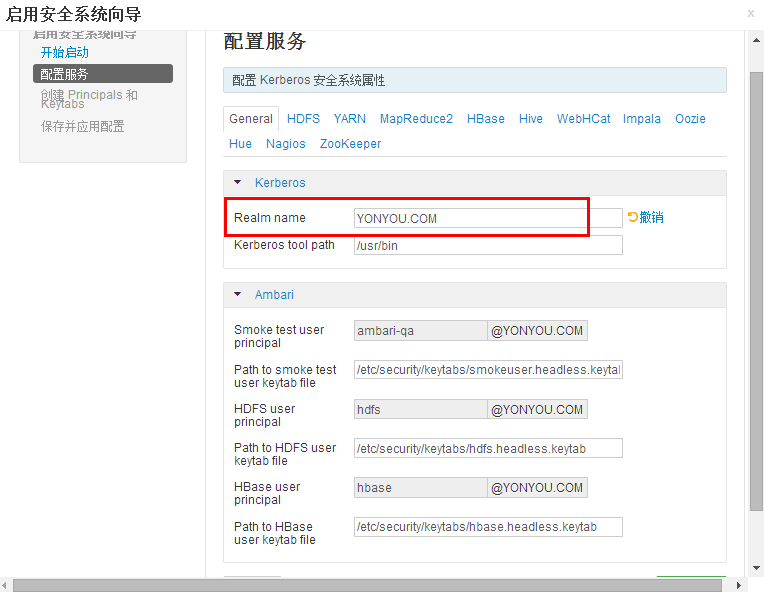 启用安全系统向导
x
启用安全系统向导
开始启动
配置服务
创建 Principals 和
Keytabs
保存并应用配置
配置服务
配置 Kerberos 安全系统属性
General HDFS YARN MapReduce2 HBase Hive WebHCat Impala Oozie
Hue Nagios ZooKeeper
Kerberos
Realm name YONYOU.COM 撤销
Kerberos tool path /usr/bin
Ambari
Smoke test user
principal
ambari-qa @YONYOU.COM
Path to smoke test
user keytab file
/etc/security/keytabs/smokeuser.headless.keytal
HDFS user
principal
hdfs @YONYOU.COM
Path to HDFS user
keytab file
/etc/security/keytabs/hdfs.headless.keytab
HBase user
principal
hbase @YONYOU.COM
Path to HBase
user keytab file
/etc/security/keytabs/hbase.headless.keytab